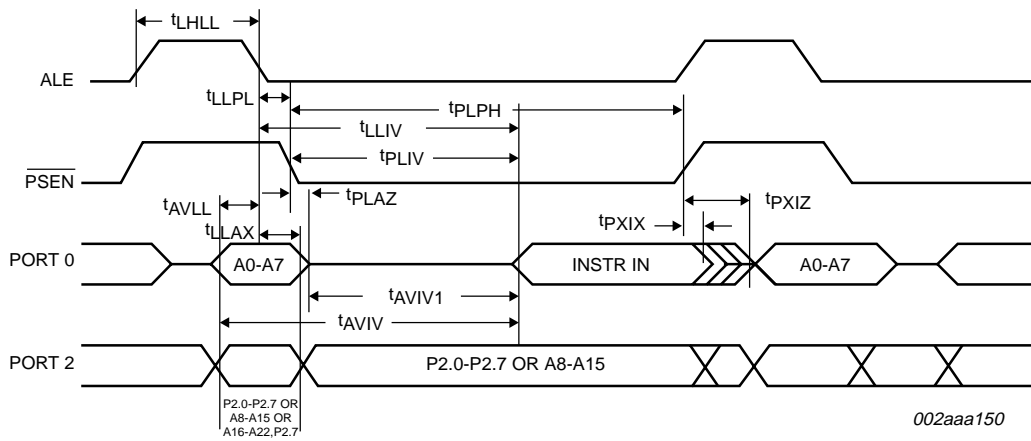 tLHLL
ALE
tLLPL
tPLPH
tLLIV
tPLIV
PSEN
tPLAZ
tAVLL
tPXIZ
tLLAX
tPXIX
PORT 0
A0-A7
INSTR IN
A0-A7
tAVIV1
tAVIV
PORT 2
P2.0-P2.7 OR A8-A15
P2.0-P2.7 OR
A8-A15 OR
A16-A22,P2.7
002aaa150